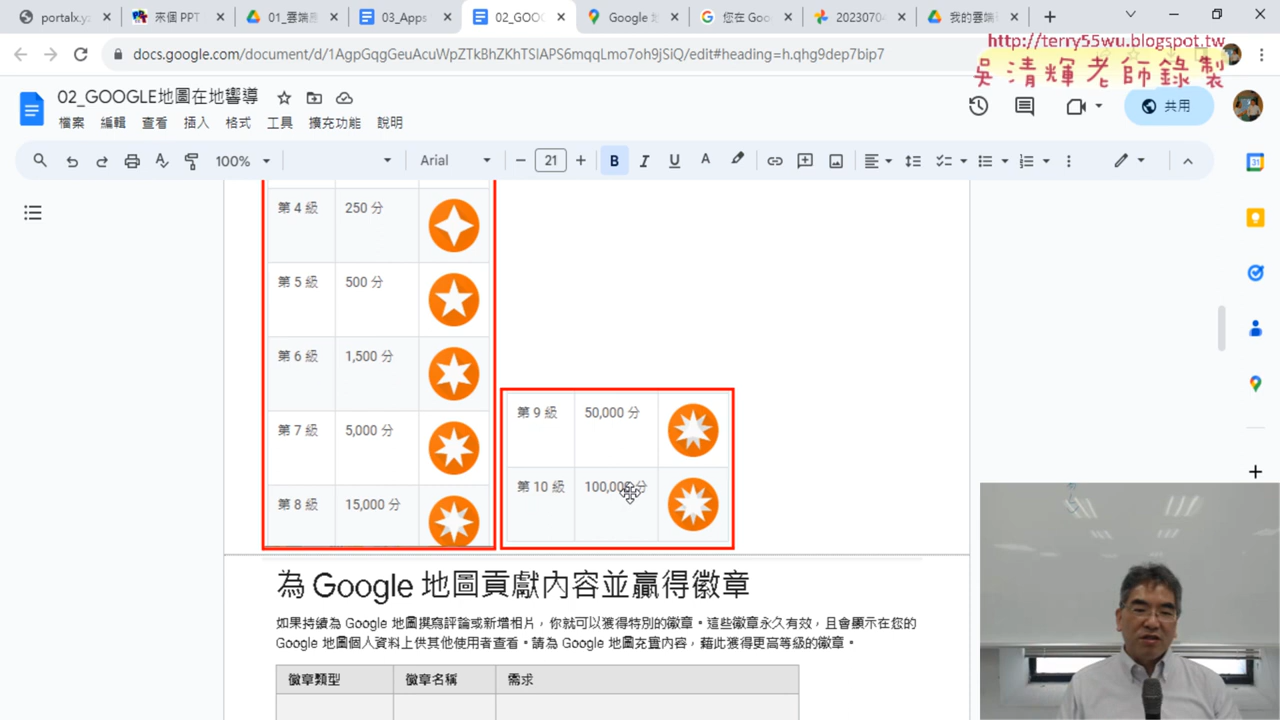 portalx.yz
來個 PPT
01_雲端
03_Apps
02_GOO
Google 地
您在 Goo
20230704
我的雲端
docs.google.com/document/d/1AgpGqgGeuAcuWpZTkBhZKhTSIAPS6mqqLmo7oh9jSiQ/edit#heading=h.qhg9dep7bip7
http://terry55wu.blogspot.tw
吳清輝老師錄製
02_GOOGLE地圖在地嚮導
檔案 編輯 查看 插入 格式 工具 擴充功能 說明
共用
100% Arial 21 B I U A
31
第 4 級 250 分
第 5 級 500 分
第 6 級 1,500 分
第 7 級 5,000 分
第 8 級 15,000 分
第 9 級 50,000 分
第 10 級 100,000 分
為 Google 地圖貢獻內容並贏得徽章
如果持續為 Google 地圖撰寫評論或新增相片，你就可以獲得特別的徽章。這些徽章永久有效，且會顯示在您的
Google 地圖個人資料上供其他使用者查看。請為 Google 地圖充實內容，藉此獲得更高等級的徽章。
徽章類型 徽章名稱 需求